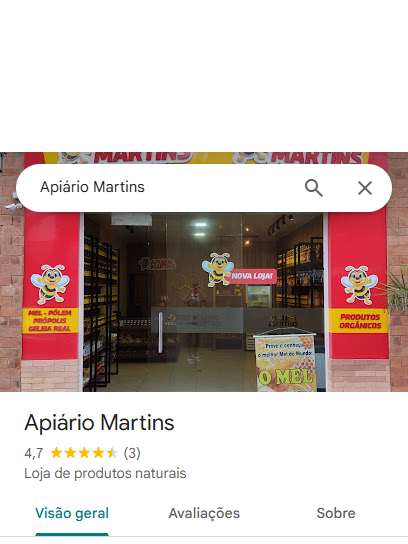 MARTINS
MARTINS
Apiário Martins
NOVA LOJA!
MEL - PÓLEM
PRÓPOLIS
GELEIA REAL
PRODUTOS
ORGÂNICOS
Prove e conheça,
o melhor Mel do Mundo!
O MEL
Apiário Martins
4,7 (3)
Loja de produtos naturais
Visão geral
Avaliações
Sobre